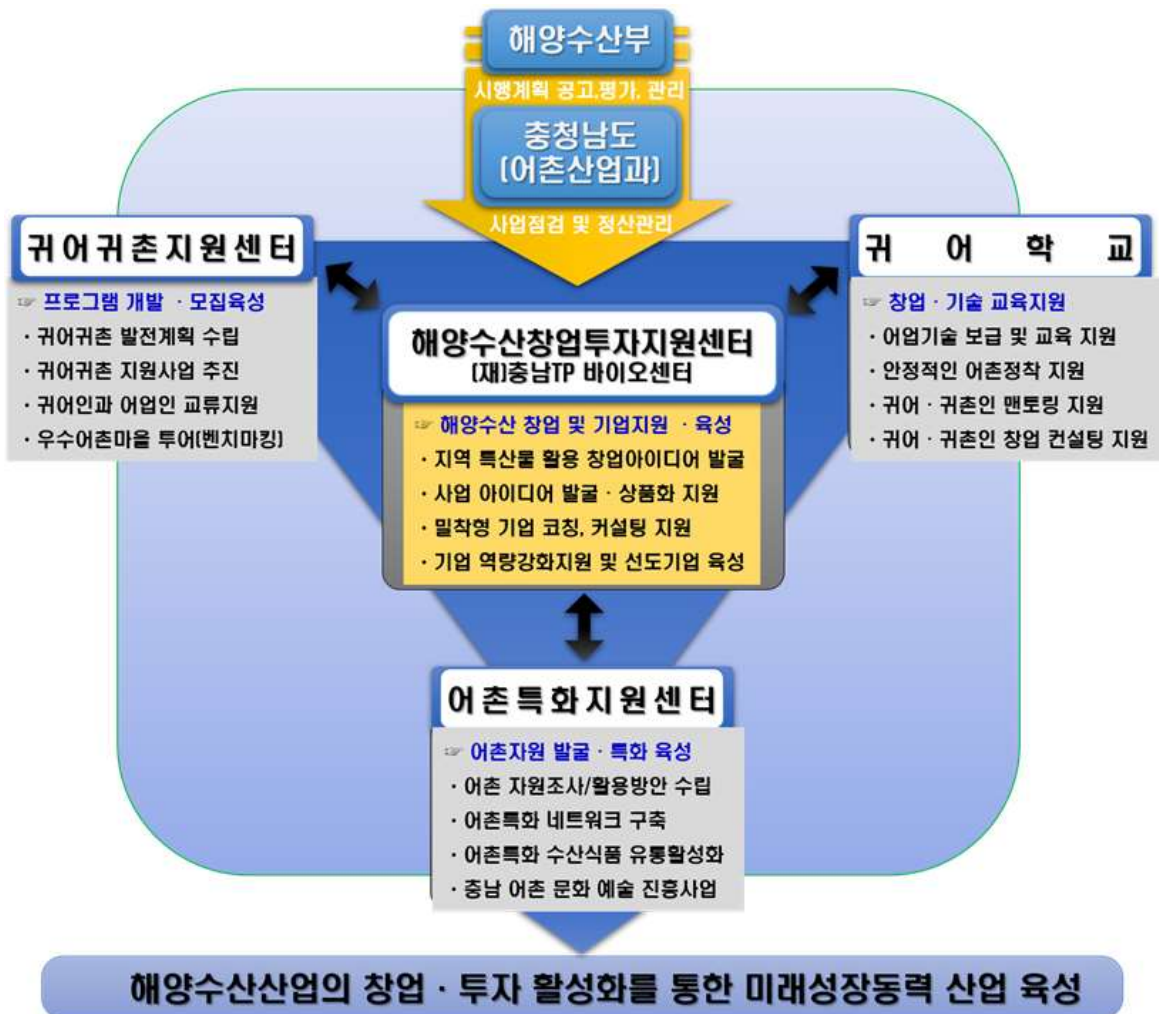 해양수산부
시행계획 공고,평가, 관리
충청남도
(어촌산업과)
사업점검 및 정산관리
귀어귀촌지원센터
☞ 프로그램 개발 · 모집육성
· 귀어귀촌 발전계획 수립
· 귀어귀촌 지원사업 추진
· 귀어인과 어업인 교류지원
· 우수어촌마을 투어(벤치마킹)
귀 어 학 교
☞ 창업 · 기술 교육지원
· 어업기술 보급 및 교육 지원
· 안정적인 어촌정착 지원
· 귀어 · 귀촌인 맨토링 지원
· 귀어 · 귀촌인 창업 컨설팅 지원
해양수산창업투자지원센터
(재)충남TP 바이오센터
☞ 해양수산 창업 및 기업지원 · 육성
· 지역 특산물 활용 창업아이디어 발굴
· 사업 아이디어 발굴 · 상품화 지원
· 밀착형 기업 코칭, 커설팅 지원
· 기업 역량강화지원 및 선도기업 육성
어촌특화지원센터
☞ 어촌자원 발굴 · 특화 육성
· 어촌 자원조사/활용방안 수립
· 어촌특화 네트워크 구축
· 어촌특화 수산식품 유통활성화
· 충남 어촌 문화 예술 진흥사업
해양수산산업의 창업 · 투자 활성화를 통한 미래성장동력 산업 육성